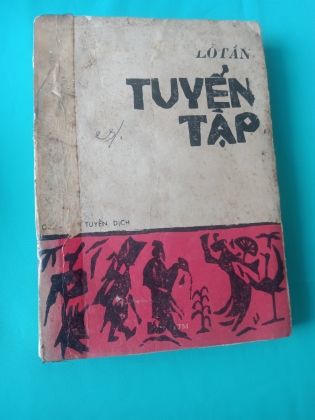 LỖ TẤN
TUYỂN
TẬP
TUYỂN DỊCH